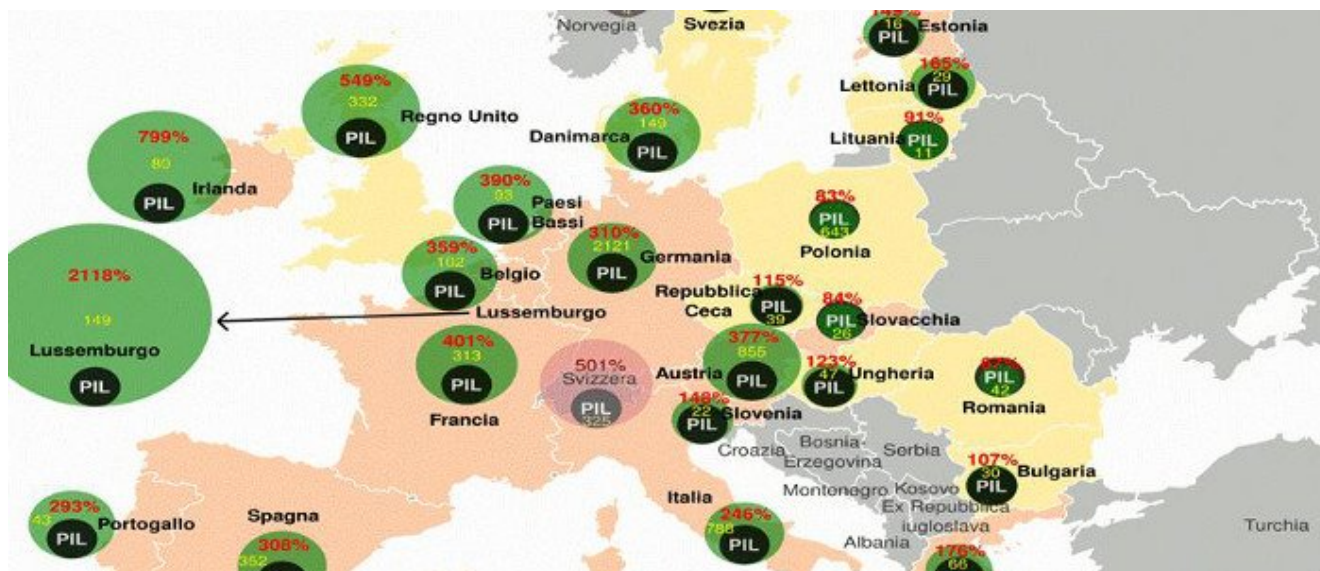 Norvegia
Svezia
16
PIL
Estonia
165%
29
PIL
Lettonia
91%
PIL
11
Lituania
549%
332
PIL
Regno Unito
360%
149
PIL
Danimarca
799%
80
PIL
Irlanda
390%
93
PIL
Paesi
Bassi
310%
2121
PIL
Germania
83%
PIL
643
Polonia
359%
102
PIL
Belgio
2118%
149
Lussemburgo
PIL
Lussemburgo
115%
PIL
39
Repubblica
Ceca
84%
PIL
26
Slovacchia
401%
313
PIL
Francia
501%
Svizzera
PIL
325
377%
855
PIL
Austria
123%
47
PIL
Ungheria
PIL
42
Romania
148%
22
PIL
Slovenia
Croazia
Bosnia-
Erzegovina
Serbia
107%
30
PIL
Bulgaria
Montenegro
Kosovo
Ex Repubblica
iugloslava
Albania
Turchia
293%
43
PIL
Portogallo
Spagna
308%
352
PIL
Italia
246%
788
PIL
176%
66
PIL